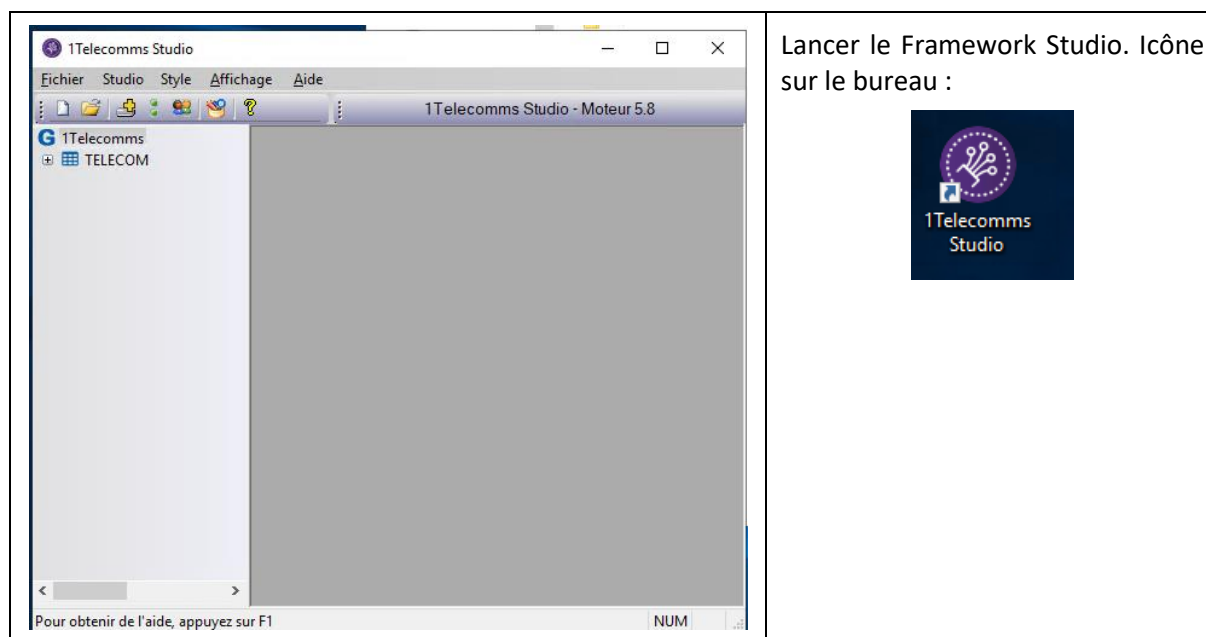 1Telecomms Studio
Fichier Studio Style Affichage Aide
1Telecomms Studio - Moteur 5.8
1Telecomms
TELECOM
Pour obtenir de l'aide, appuyez sur F1
NUM
Lancer le Framework Studio. Icône
sur le bureau :
1Telecomms
Studio